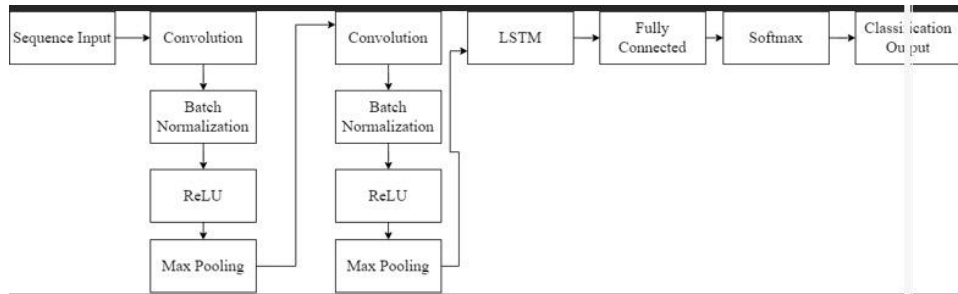 Sequence Input
Convolution
Batch
Normalization
ReLU
Max Pooling
Convolution
Batch
Normalization
ReLU
Max Pooling
LSTM
Fully
Connected
Softmax
Classification
Output